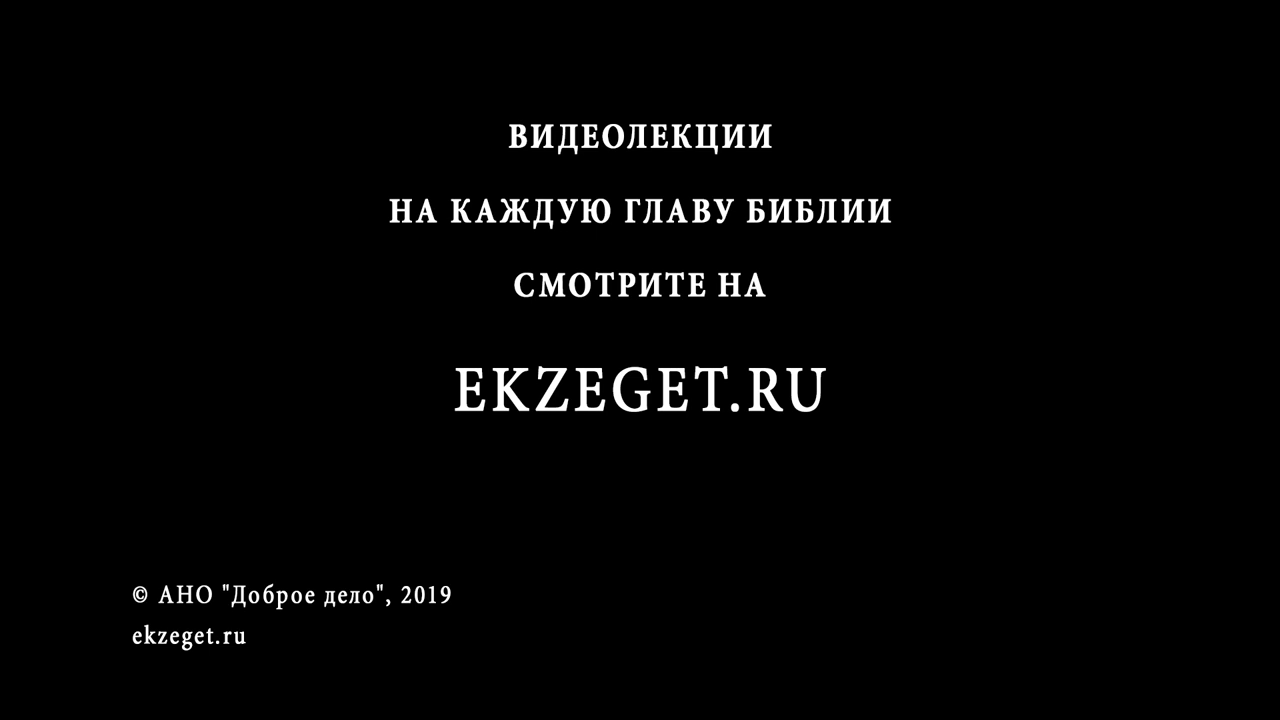 ВИДЕОЛЕКЦИИ
НА КАЖДУЮ ГЛАВУ БИБЛИИ
СМОТРИТЕ НА
EKZEGET.RU
© АНО "Доброе дело", 2019
ekzeget.ru